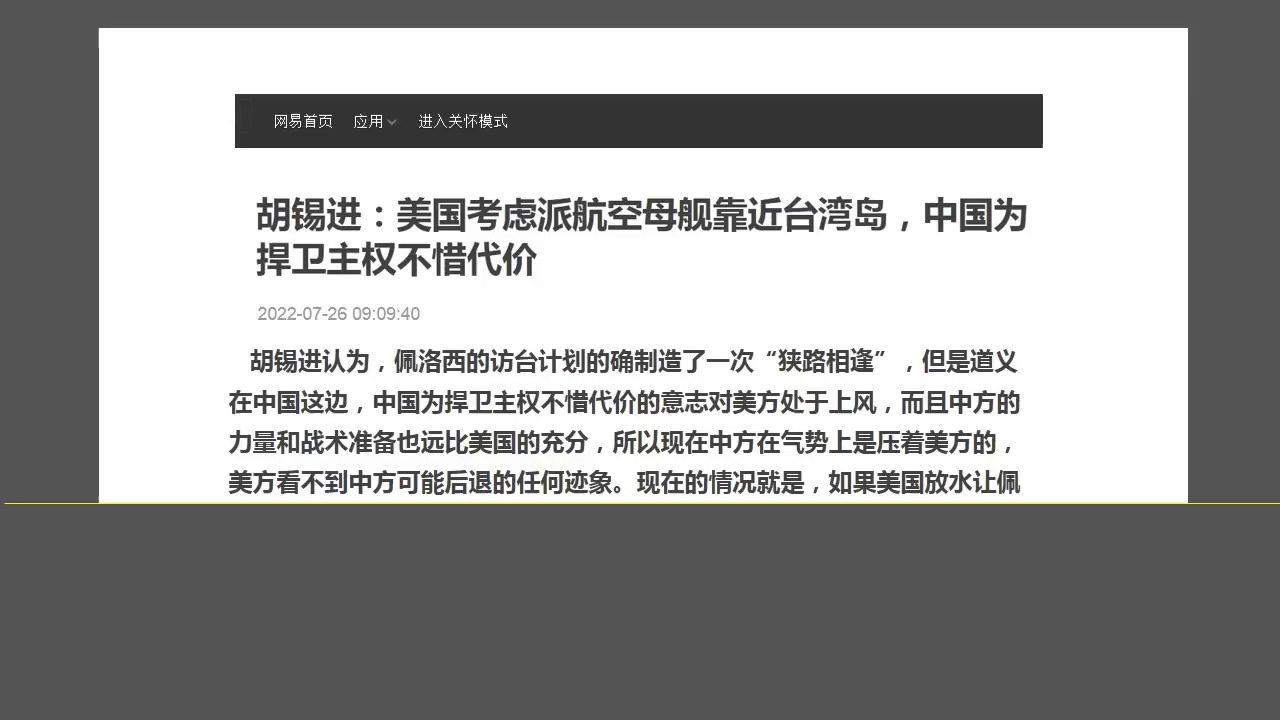 网易首页 应用 进入关怀模式
胡锡进：美国考虑派航空母舰靠近台湾岛，中国为
捍卫主权不惜代价
2022-07-26 09:09:40
胡锡进认为，佩洛西的访台计划的确制造了一次“狭路相逢”，但是道义
在中国这边，中国为捍卫主权不惜代价的意志对美方处于上风，而且中方的
力量和战术准备也远比美国的充分，所以现在中方在气势上是压着美方的，
美方看不到中方可能后退的任何迹象。现在的情况就是，如果美国放水让佩